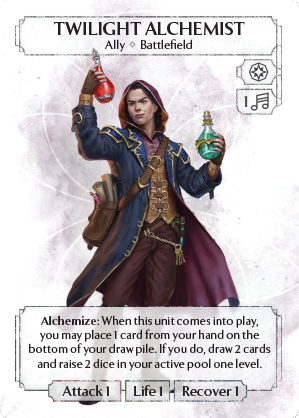 TWILIGHT ALCHEMIST
Ally ⟐ Battlefield
1
Alchemize: When this unit comes into play,
you may place 1 card from your hand on the
bottom of your draw pile. If you do, draw 2 cards
and raise 2 dice in your active pool one level.
Attack 1 Life 1 Recover 1